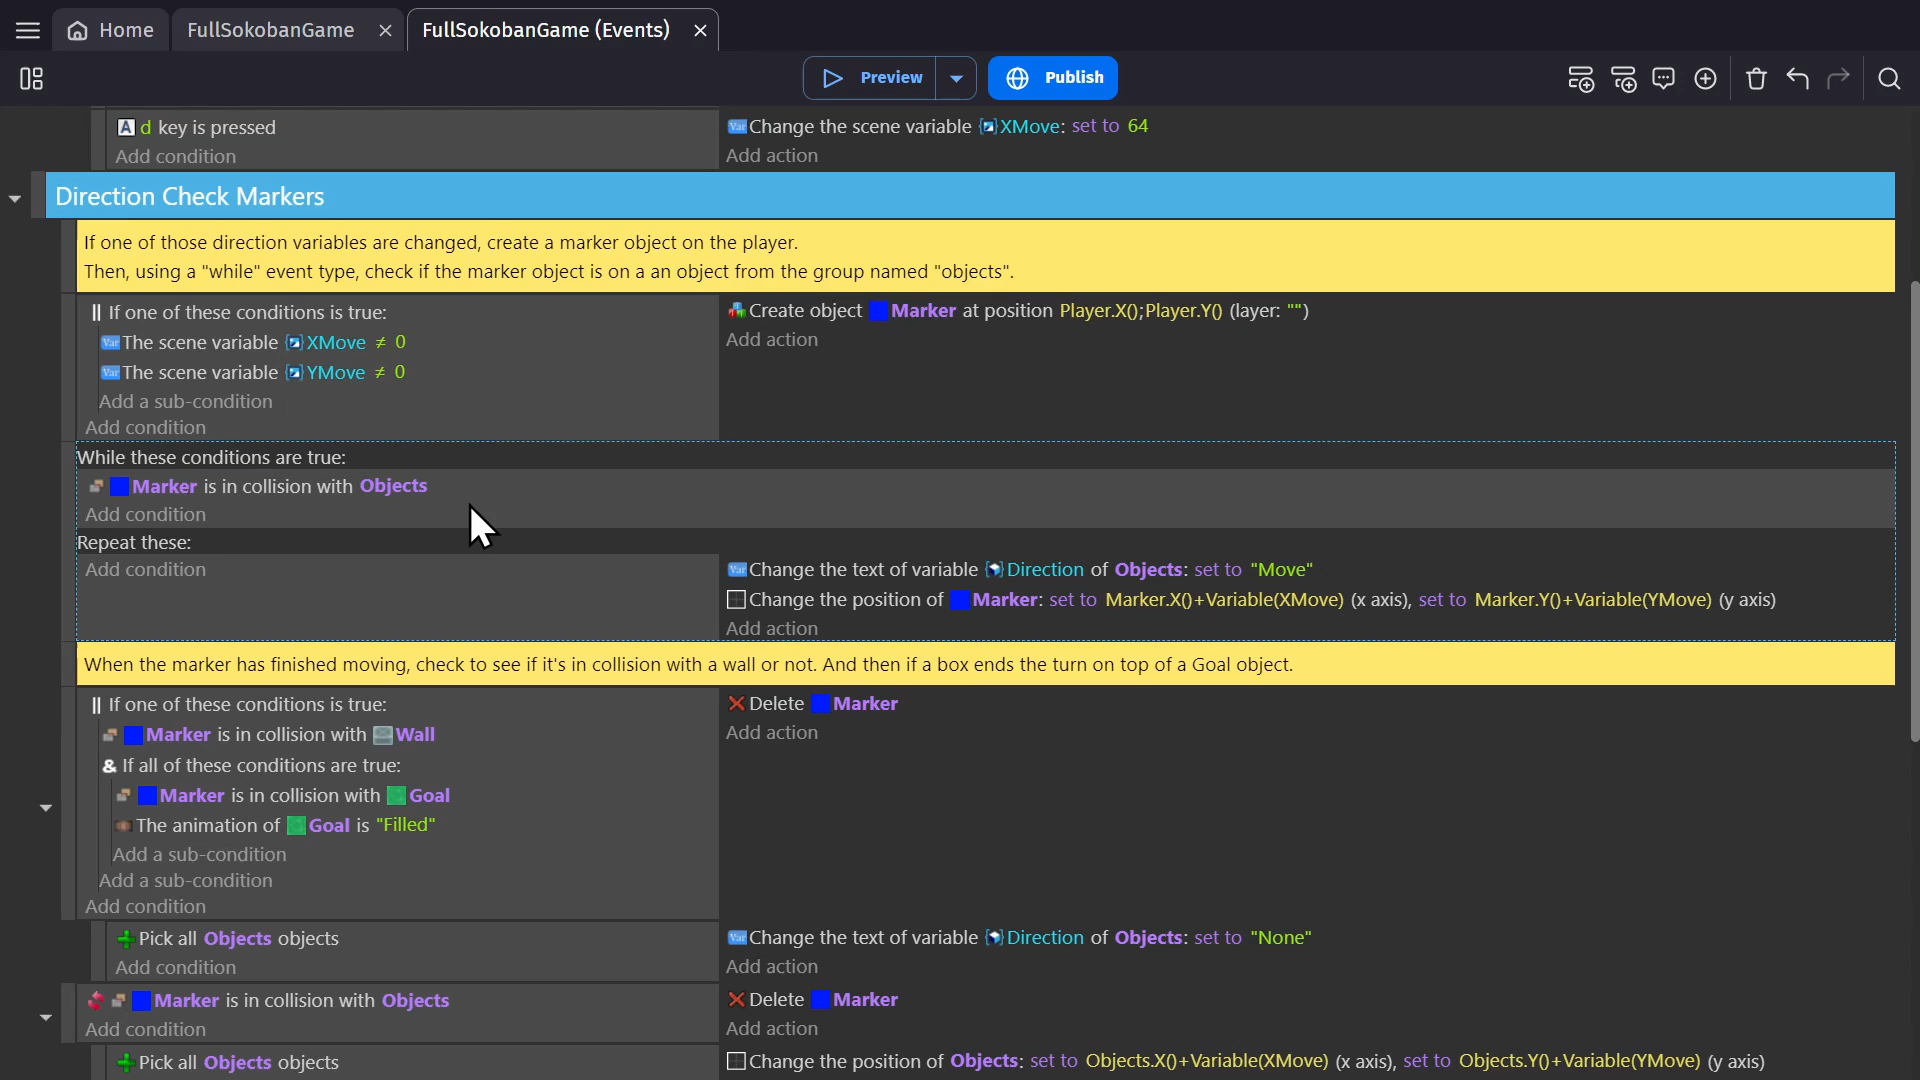 Home
FullSokobanGame
FullSokobanGame (Events)
Preview
Publish
A d key is pressed
Add condition
Var Change the scene variable XMove: set to 64
Add action
Direction Check Markers
If one of those direction variables are changed, create a marker object on the player.
Then, using a "while" event type, check if the marker object is on a an object from the group named "objects".
If one of these conditions is true:
Var The scene variable XMove ≠ 0
Var The scene variable YMove ≠ 0
Add a sub-condition
Add condition
Create object Marker at position Player.X();Player.Y() (layer: "")
Add action
While these conditions are true:
Marker is in collision with Objects
Add condition
Repeat these:
Add condition
Var Change the text of variable Direction of Objects: set to "Move"
Change the position of Marker: set to Marker.X()+Variable(XMove) (x axis), set to Marker.Y()+Variable(YMove) (y axis)
Add action
When the marker has finished moving, check to see if it's in collision with a wall or not. And then if a box ends the turn on top of a Goal object.
If one of these conditions is true:
Marker is in collision with Wall
& If all of these conditions are true:
Marker is in collision with Goal
The animation of Goal is "Filled"
Add a sub-condition
Add a sub-condition
Add condition
Delete Marker
Add action
Pick all Objects objects
Add condition
Var Change the text of variable Direction of Objects: set to "None"
Add action
Marker is in collision with Objects
Add condition
Delete Marker
Add action
Pick all Objects objects
Change the position of Objects: set to Objects.X()+Variable(XMove) (x axis), set to Objects.Y()+Variable(YMove) (y axis)